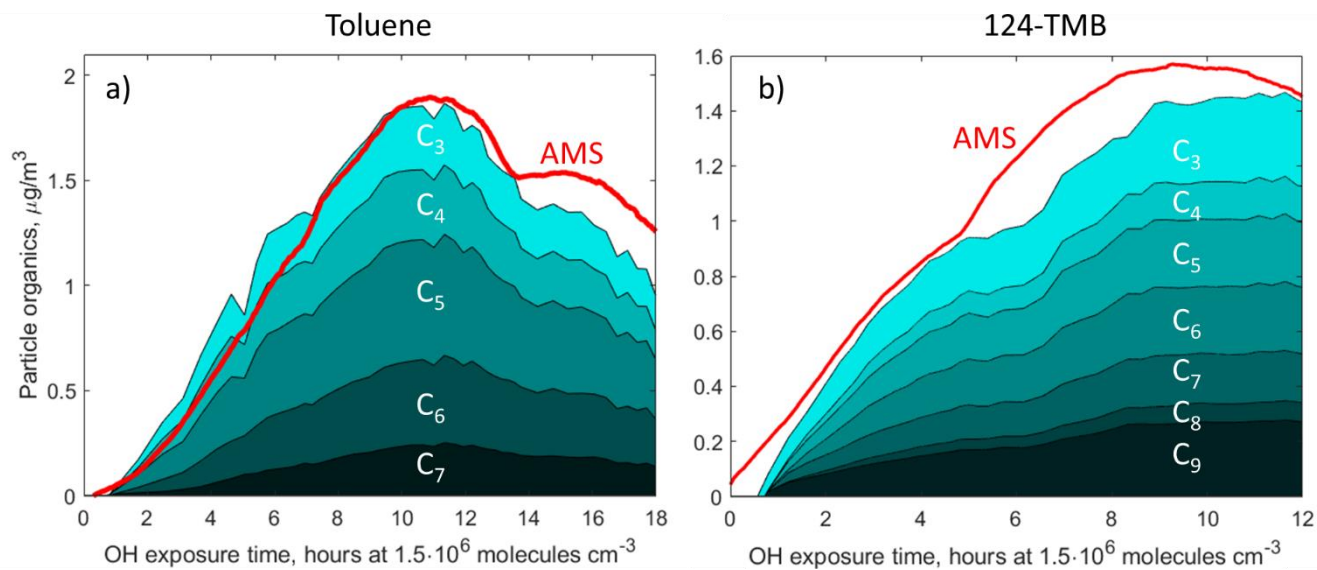 Toluene
124-TMB
a)
b)
Particle organics, µg/m³
2
1.5
1
0.5
0
1.6
1.4
1.2
1
0.8
0.6
0.4
0.2
0
AMS
C₃
C₄
C₅
C₆
C₇
AMS
C₃
C₄
C₅
C₆
C₇
C₈
C₉
0 2 4 6 8 10 12 14 16 18
0 2 4 6 8 10 12
OH exposure time, hours at 1.5·10⁶ molecules cm⁻³
OH exposure time, hours at 1.5·10⁶ molecules cm⁻³